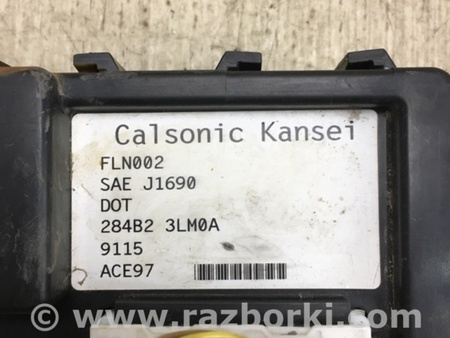 Calsonic Kansei
FLN002
SAE J1690
DOT
284B2 3LM0A
9115
ACE97
© www.razborki.com